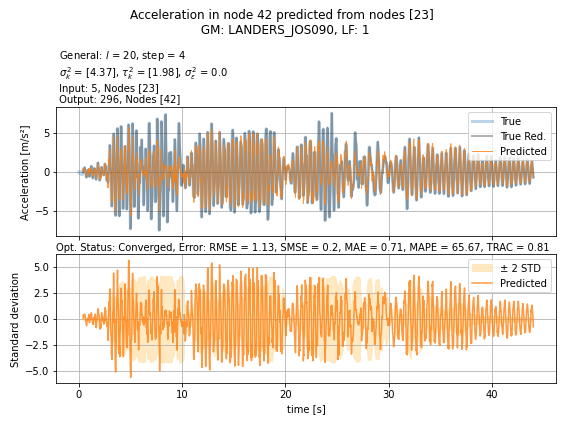 Acceleration in node 42 predicted from nodes [23]
GM: LANDERS_JOS090, LF: 1
General: l = 20, step = 4
σ²ₖ = [4.37], τ²ₖ = [1.98], σ²ε = 0.0
Input: 5, Nodes [23]
Output: 296, Nodes [42]
Acceleration [m/s²]
5
0
−5
True
True Red.
Predicted
Opt. Status: Converged, Error: RMSE = 1.13, SMSE = 0.2, MAE = 0.71, MAPE = 65.67, TRAC = 0.81
Standard deviation
5.0
2.5
0.0
−2.5
−5.0
± 2 STD
Predicted
0 10 20 30 40
time [s]